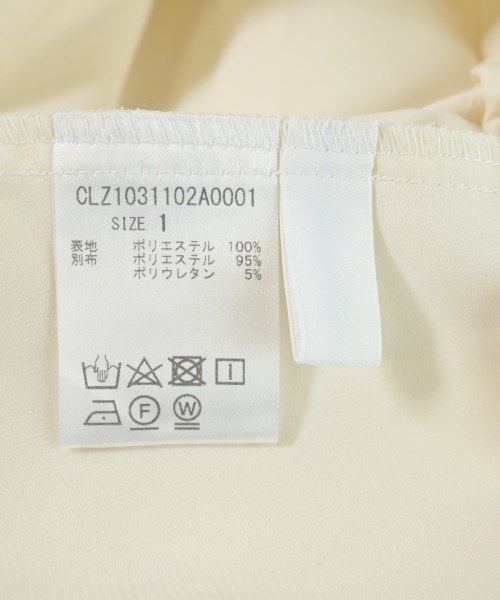 CLZ1031102A0001
SIZE 1
表地 ポリエステル 100%
別布 ポリエステル 95%
ポリウレタン 5%
F W